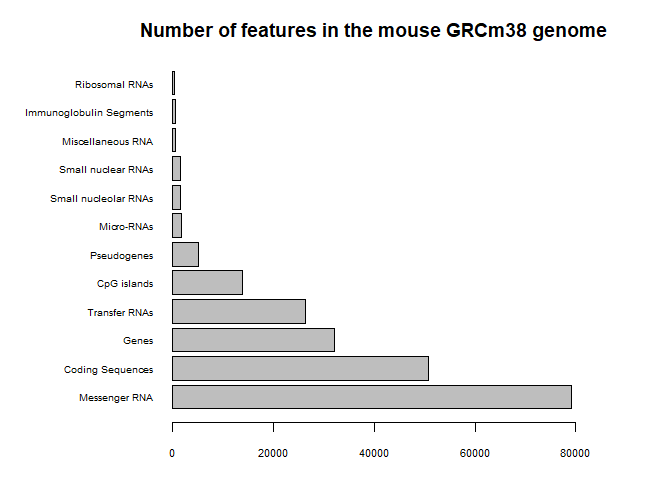 Number of features in the mouse GRCm38 genome
Ribosomal RNAs
Immunoglobulin Segments
Miscellaneous RNA
Small nuclear RNAs
Small nucleolar RNAs
Micro-RNAs
Pseudogenes
CpG islands
Transfer RNAs
Genes
Coding Sequences
Messenger RNA
0 20000 40000 60000 80000